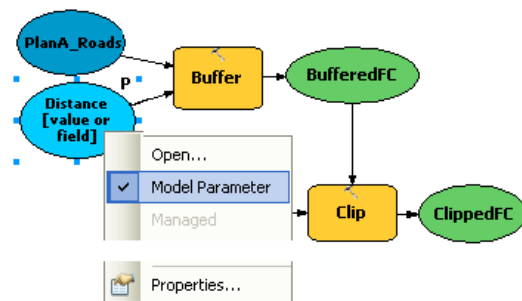 PlanA_Roads
P
Buffer
BufferedFC
Distance
[value or
field]
Open...
Model Parameter
Managed
Clip
ClippedFC
Properties...